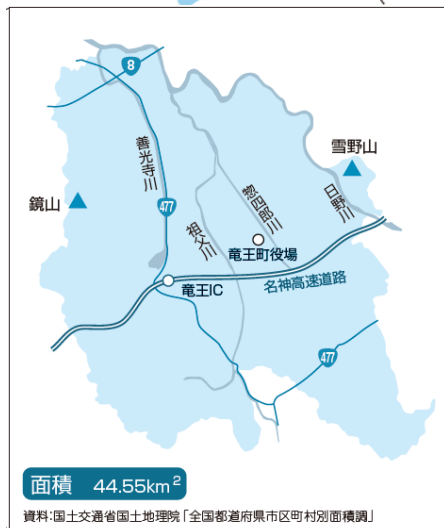 8
雪野山
善光寺川
鏡山
477
惣四郎川
日野川
祖父川
竜王町役場
名神高速道路
竜王IC
477
面積 44.55km²
資料:国土交通省国土地理院「全国都道府県市区町村別面積調」